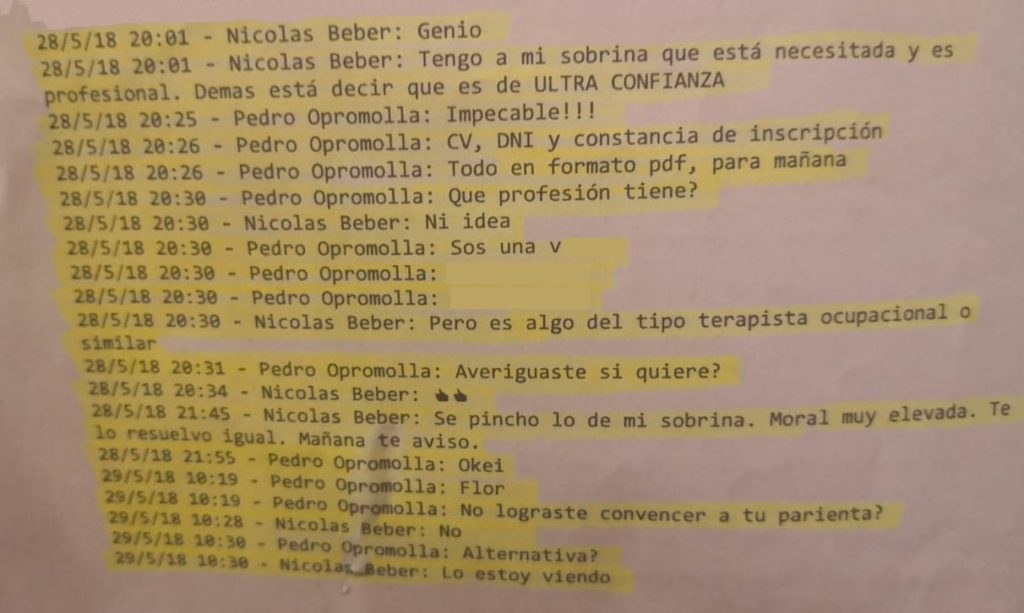 28/5/18 20:01 - Nicolas Beber: Genio
28/5/18 20:01 - Nicolas Beber: Tengo a mi sobrina que está necesitada y es
profesional. Demas está decir que es de ULTRA CONFIANZA
28/5/18 20:25 - Pedro Opromolla: Impecable!!!
28/5/18 20:26 - Pedro Opromolla: CV, DNI y constancia de inscripción
28/5/18 20:26 - Pedro Opromolla: Todo en formato pdf, para mañana
28/5/18 20:30 - Pedro Opromolla: Que profesión tiene?
28/5/18 20:30 - Nicolas Beber: Ni idea
28/5/18 20:30 - Pedro Opromolla: Sos una v
28/5/18 20:30 - Pedro Opromolla:
28/5/18 20:30 - Pedro Opromolla:
28/5/18 20:30 - Nicolas Beber: Pero es algo del tipo terapista ocupacional o
similar
28/5/18 20:31 - Pedro Opromolla: Averiguaste si quiere?
28/5/18 20:34 - Nicolas Beber: 👍👍
28/5/18 21:45 - Nicolas Beber: Se pincho lo de mi sobrina. Moral muy elevada. Te
lo resuelvo igual. Mañana te aviso.
28/5/18 21:55 - Pedro Opromolla: Okei
29/5/18 10:19 - Pedro Opromolla: Flor
29/5/18 10:19 - Pedro Opromolla: No lograste convencer a tu parienta?
29/5/18 10:28 - Nicolas Beber: No
29/5/18 10:30 - Pedro Opromolla: Alternativa?
29/5/18 10:30 - Nicolas Beber: Lo estoy viendo